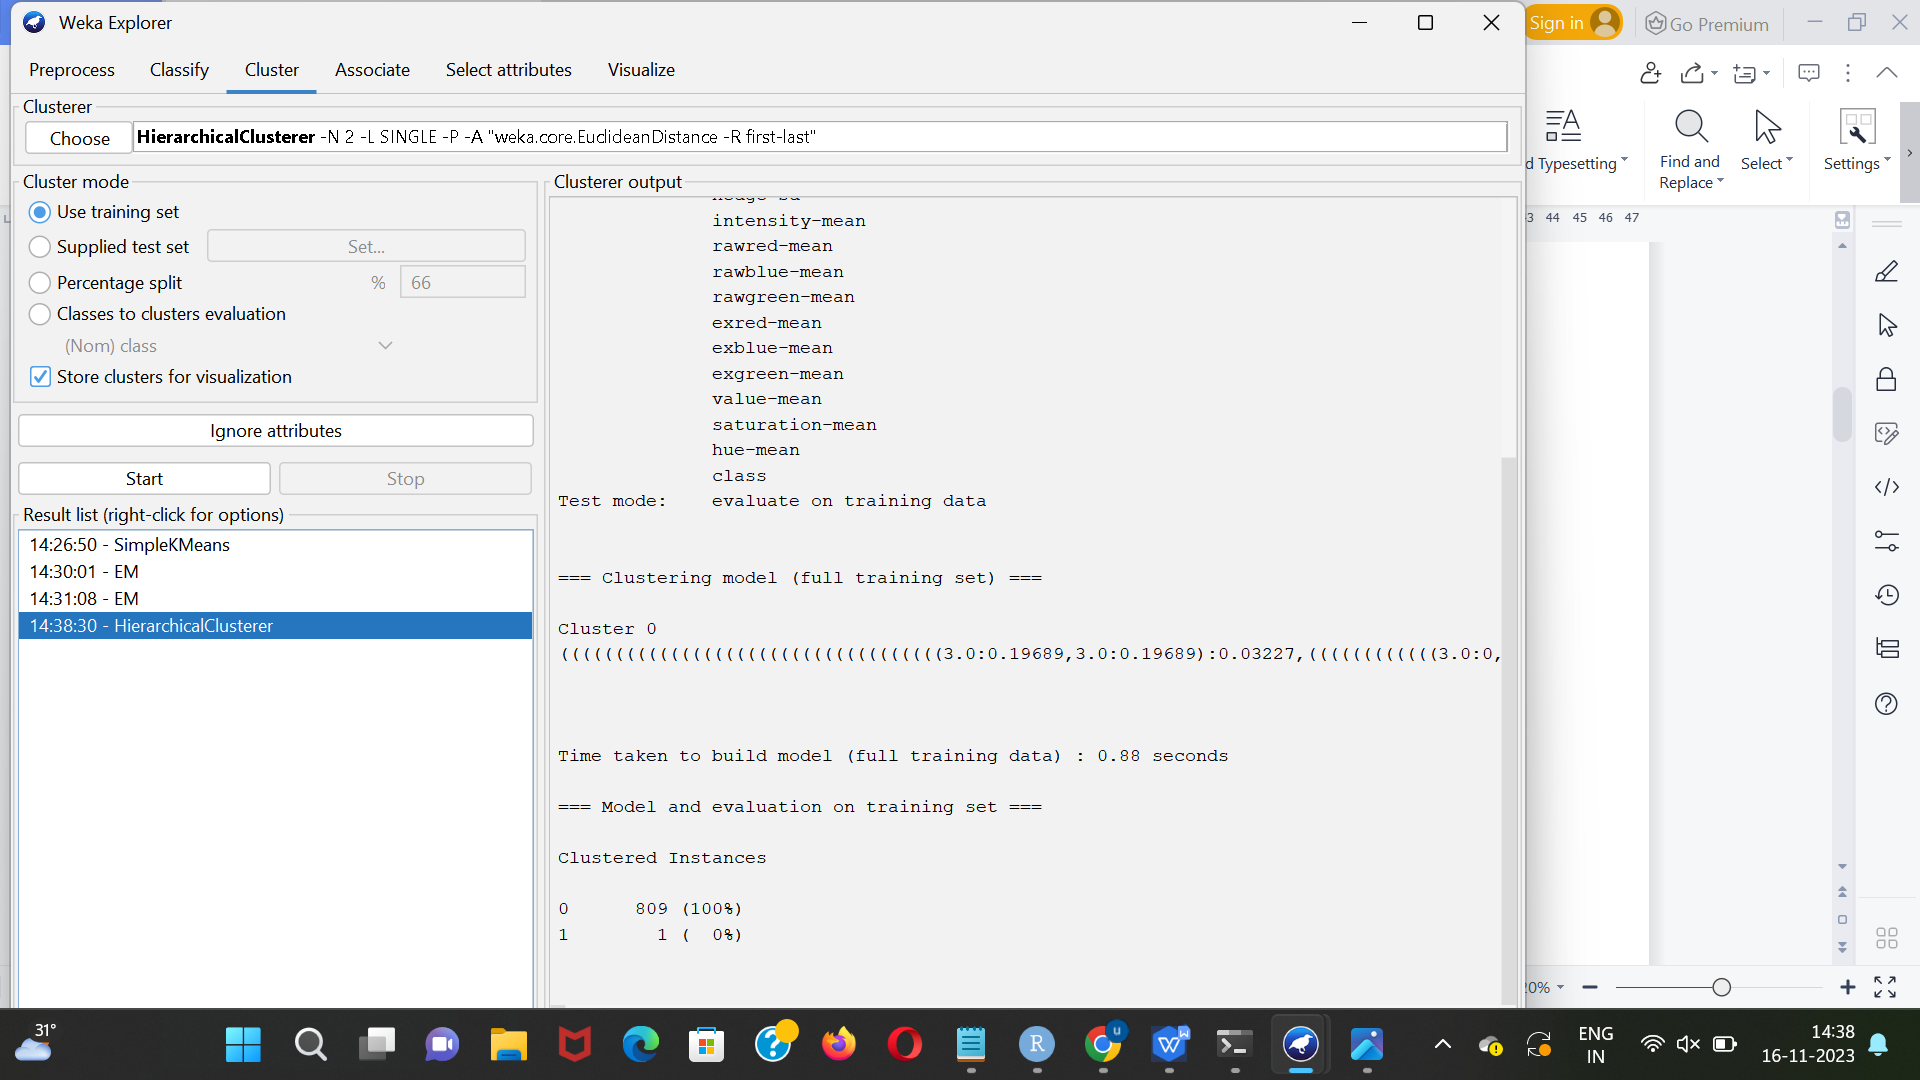 Weka Explorer
Sign in
Go Premium
Preprocess Classify Cluster Associate Select attributes Visualize
Clusterer
Choose HierarchicalClusterer -N 2 -L SINGLE -P -A "weka.core.EuclideanDistance -R first-last"
Typesetting
Find and Replace
Select
Settings
Cluster mode
Use training set
Supplied test set Set...
Percentage split % 66
Classes to clusters evaluation
(Nom) class
Store clusters for visualization
Ignore attributes
Start Stop
Result list (right-click for options)
14:26:50 - SimpleKMeans
14:30:01 - EM
14:31:08 - EM
14:38:30 - HierarchicalClusterer
Clusterer output
intensity-mean
rawred-mean
rawblue-mean
rawgreen-mean
exred-mean
exblue-mean
exgreen-mean
value-mean
saturation-mean
hue-mean
class
Test mode: evaluate on training data
=== Clustering model (full training set) ===
Cluster 0
(((((((((((((((((((((((((((((((((((3.0:0.19689,3.0:0.19689):0.03227,((((((((((((3.0:0,
Time taken to build model (full training data) : 0.88 seconds
=== Model and evaluation on training set ===
Clustered Instances
0 809 (100%)
1 1 ( 0%)
44 45 46 47
31°
ENG
IN
14:38
16-11-2023